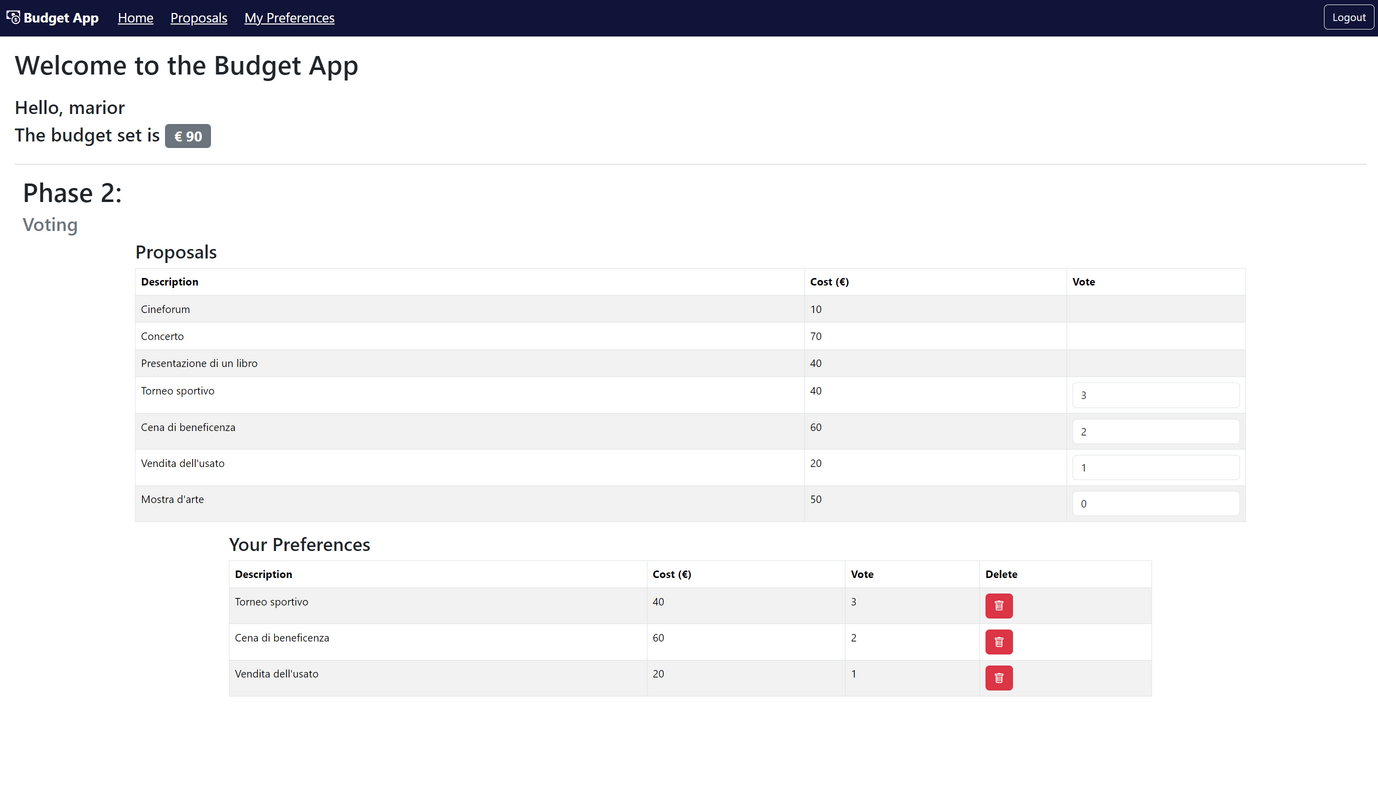 Budget App Home Proposals My Preferences Logout
Welcome to the Budget App
Hello, marior
The budget set is € 90
Phase 2:
Voting
Proposals
Description Cost (€) Vote
Cineforum 10
Concerto 70
Presentazione di un libro 40
Torneo sportivo 40 3
Cena di beneficenza 60 2
Vendita dell'usato 20 1
Mostra d'arte 50 0
Your Preferences
Description Cost (€) Vote Delete
Torneo sportivo 40 3
Cena di beneficenza 60 2
Vendita dell'usato 20 1